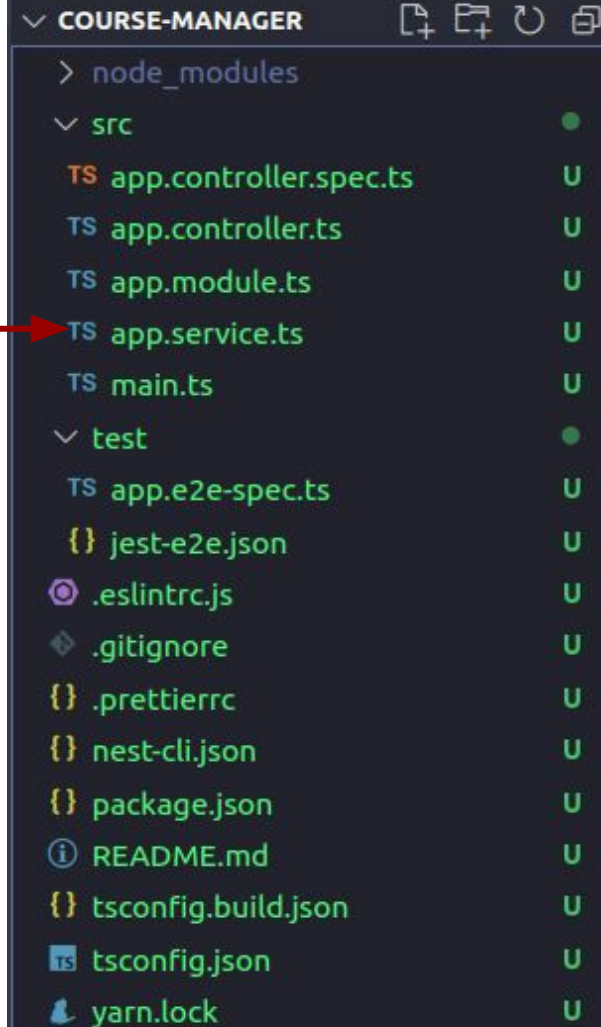 COURSE-MANAGER
node_modules
src
TS app.controller.spec.ts U
TS app.controller.ts U
TS app.module.ts U
TS app.service.ts U
TS main.ts U
test
TS app.e2e-spec.ts U
{} jest-e2e.json U
.eslintrc.js U
.gitignore U
{} .prettierrc U
{} nest-cli.json U
{} package.json U
README.md U
{} tsconfig.build.json U
TS tsconfig.json U
yarn.lock U